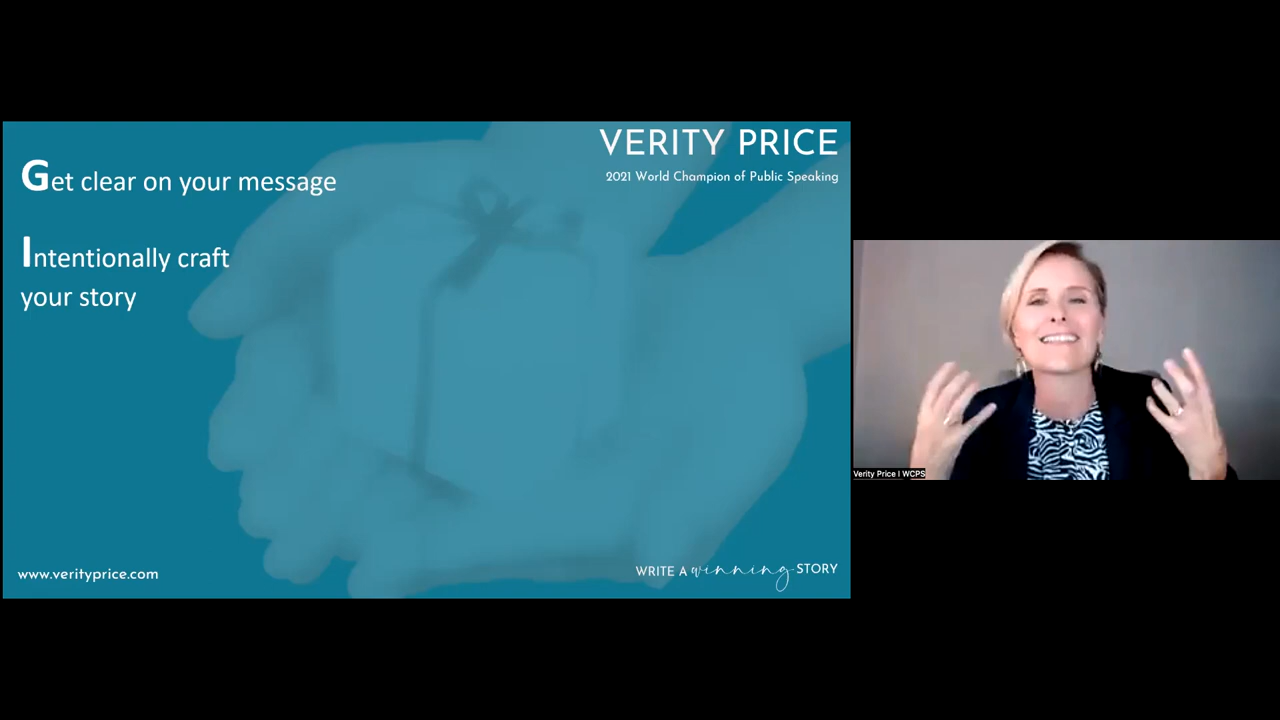 VERITY PRICE
2021 World Champion of Public Speaking
Get clear on your message
Intentionally craft
your story
www.verityprice.com
WRITE A winning STORY
Verity Price I WCPS